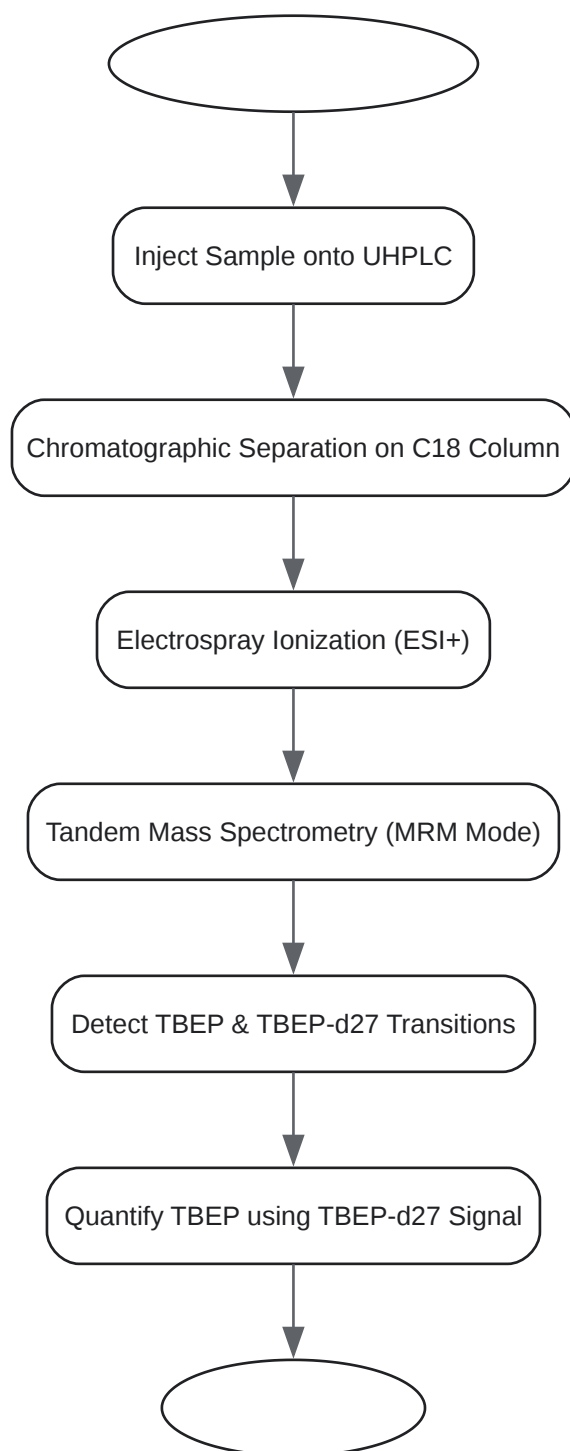 Inject Sample onto UHPLC
Chromatographic Separation on C18 Column
Electrospray Ionization (ESI+)
Tandem Mass Spectrometry (MRM Mode)
Detect TBEP & TBEP-d27 Transitions
Quantify TBEP using TBEP-d27 Signal